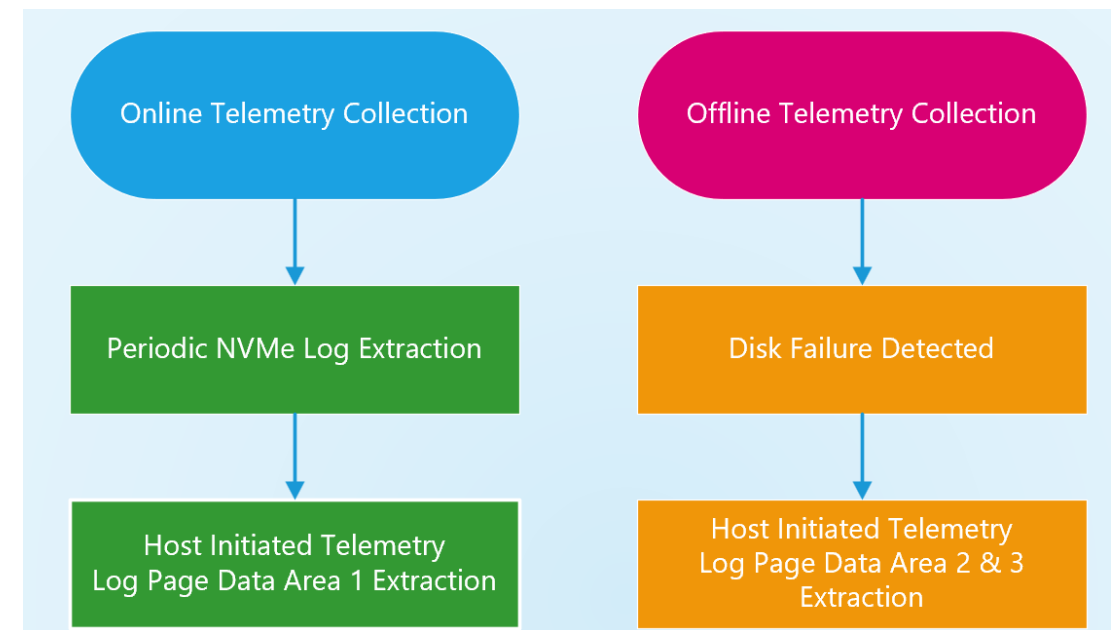 Online Telemetry Collection
Offline Telemetry Collection
Periodic NVMe Log Extraction
Disk Failure Detected
Host Initiated Telemetry
Log Page Data Area 1 Extraction
Host Initiated Telemetry
Log Page Data Area 2 & 3
Extraction